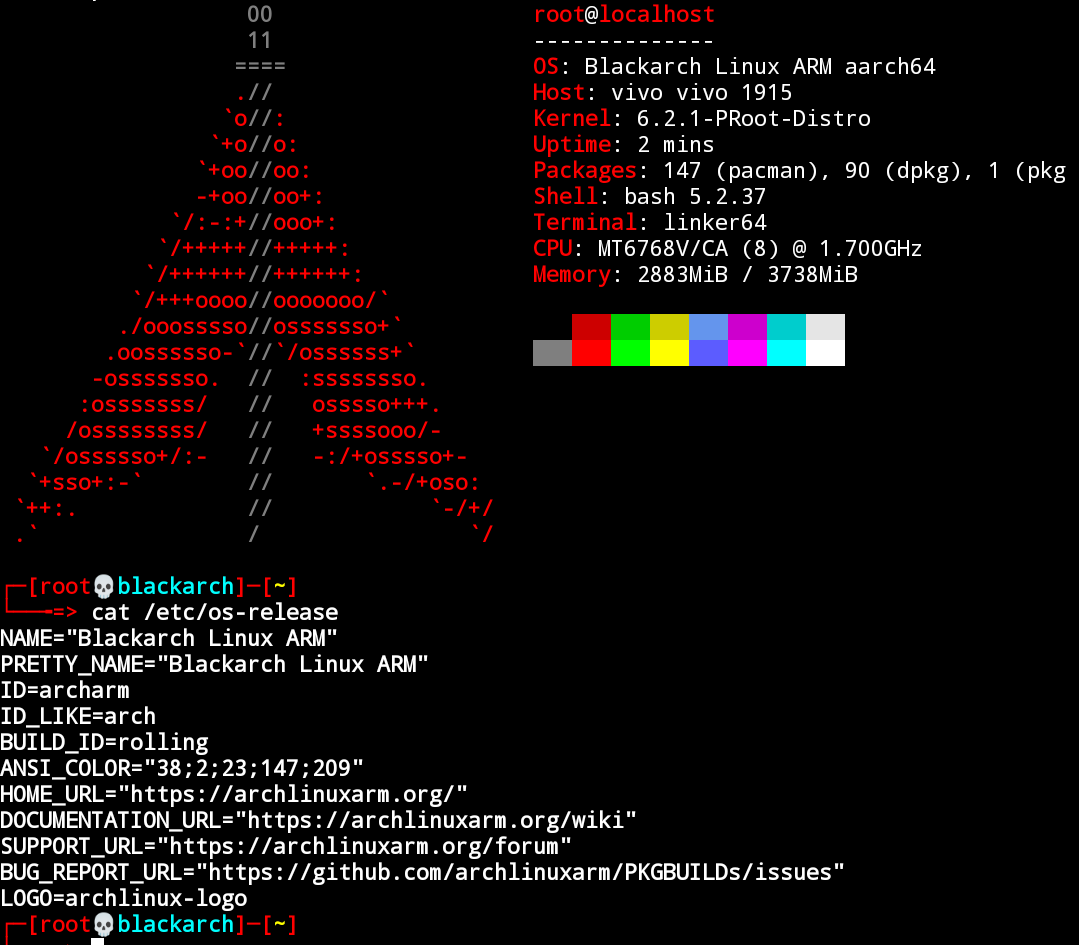 00
11
====
.//
`o//:
`+o//o:
`+oo//oo:
-+oo//oo+:
`/:-:+//ooo+:
`/+++++//+++++:
`/++++++//++++++:
`/+++oooo//ooooooo/`
./ooosssso//osssssso+`
.oossssso-`//`/ossssss+`
-osssssso.  //  :ssssssso.
:osssssss/   //   osssso+++.
/ossssssss/   //   +ssssooo/-
`/ossssso+/:-   //   -:/+osssso+-
`+sso+:-`        //        `.-/+oso:
`++:.             //            `-/+/
.`                /                `/
root@localhost
--------------
OS: Blackarch Linux ARM aarch64
Host: vivo vivo 1915
Kernel: 6.2.1-PRoot-Distro
Uptime: 2 mins
Packages: 147 (pacman), 90 (dpkg), 1 (pkg
Shell: bash 5.2.37
Terminal: linker64
CPU: MT6768V/CA (8) @ 1.700GHz
Memory: 2883MiB / 3738MiB
┌─[root💀blackarch]─[~]
└──╼=> cat /etc/os-release
NAME="Blackarch Linux ARM"
PRETTY_NAME="Blackarch Linux ARM"
ID=archarm
ID_LIKE=arch
BUILD_ID=rolling
ANSI_COLOR="38;2;23;147;209"
HOME_URL="https://archlinuxarm.org/"
DOCUMENTATION_URL="https://archlinuxarm.org/wiki"
SUPPORT_URL="https://archlinuxarm.org/forum"
BUG_REPORT_URL="https://github.com/archlinuxarm/PKGBUILDs/issues"
LOGO=archlinux-logo
┌─[root💀blackarch]─[~]